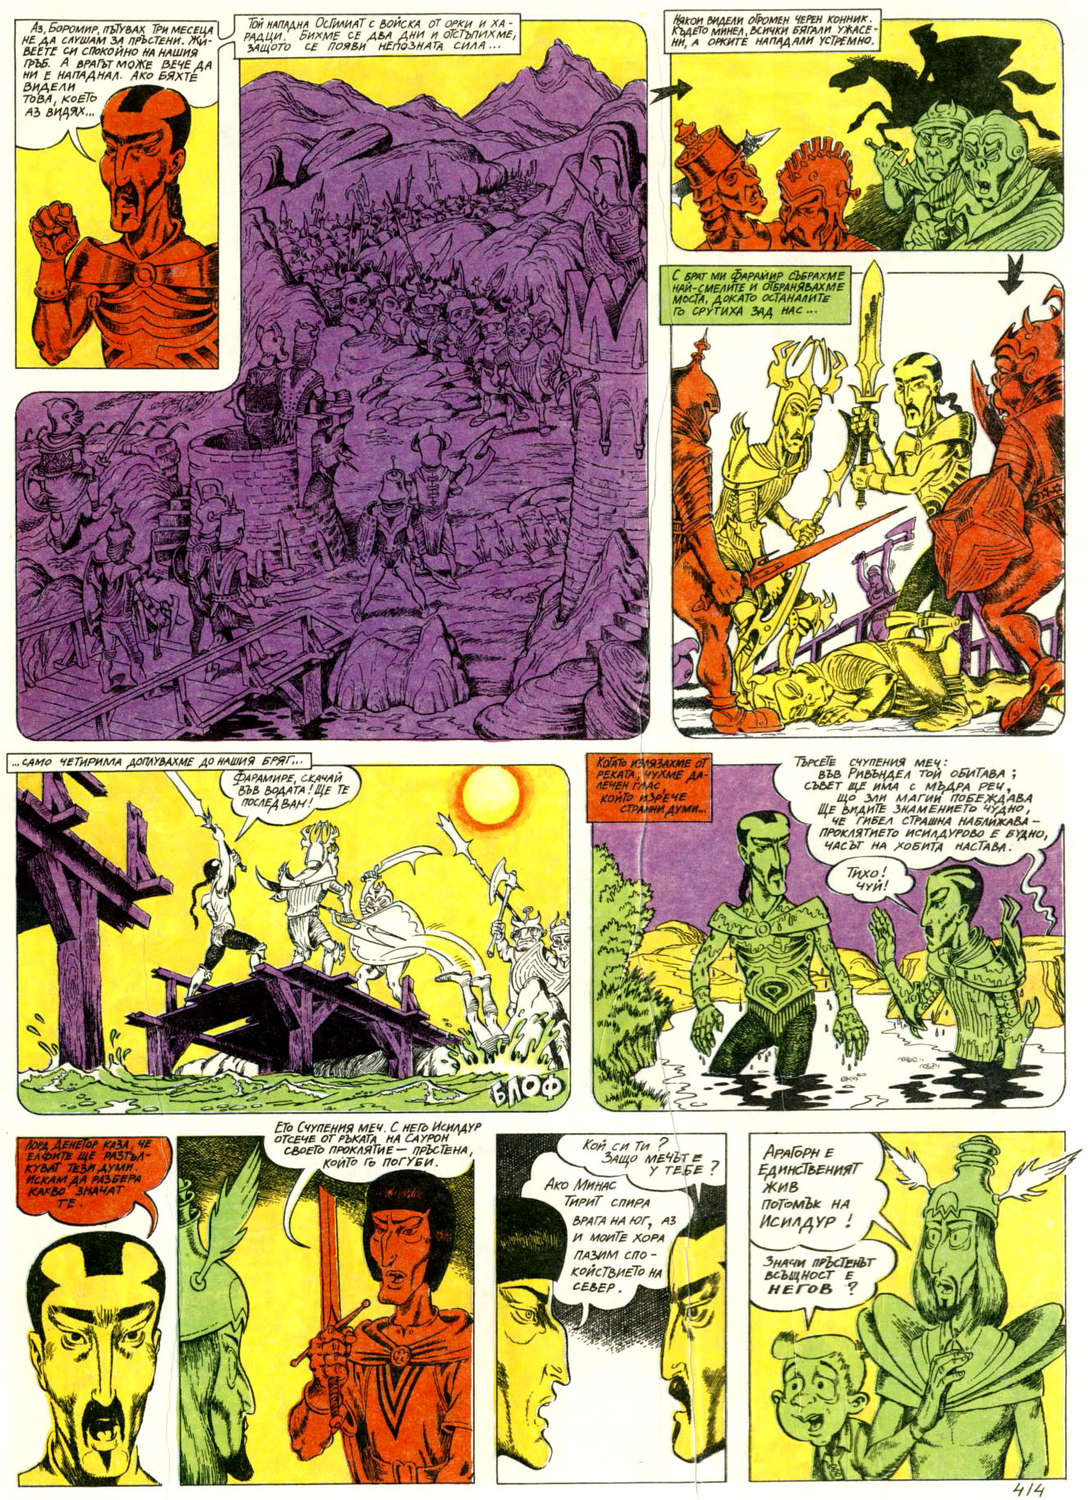 Аз, Боромир, пътувах три месеца
не да слушам за пръстени. Жи-
веете си спокойно на нашия
гръб. А врагът може вече да
ни е нападнал. Ако бяхте
видели
това, което
аз видях...
Той нападна Осгилиат с войска от орки и ха-
радци. Бихме се два дни и отстъпихме,
защото се появи непозната сила...
Някои видели огромен черен конник.
Където минел, всички бягали ужасе-
ни, а орките нападали устремно.
С брат ми Фарамир събрахме
най-смелите и отбранявахме
моста, докато останалите
го срутиха зад нас...
...само четирима доплувахме до нашия бряг...
Фарамире, скачай
във водата! Ще те
последвам!
БЛОФ
Когато излязахме от
реката, чухме да-
лечен глас
който изрече
странни думи...
Търсете счупения меч:
във Ривъндел той обитава;
съвет ще има с мъдра реч,
що зли магии побеждава
Ще видите знамението чудно,
че гибел страшна наближава—
проклятието Исилдурово е будно,
часът на хобита настава.
Тихо!
Чуй!
Лорд Денетор каза, че
елфите ще разтъл-
куват тези думи.
Искам да разбера
какво значат
те.
Ето Счупения меч. С него Исилдур
отсече от ръката на Саурон
своето проклятие— пръстена,
който го погуби.
Кой си ти?
Защо мечът е
у тебе?
Ако Минас
Тирит спира
врага на юг, аз
и моите хора
пазим спо-
койствието на
север.
Арагорн е
единственият
жив
потомък на
Исилдур!
Значи пръстенът
всъщност е
негов?
4/4